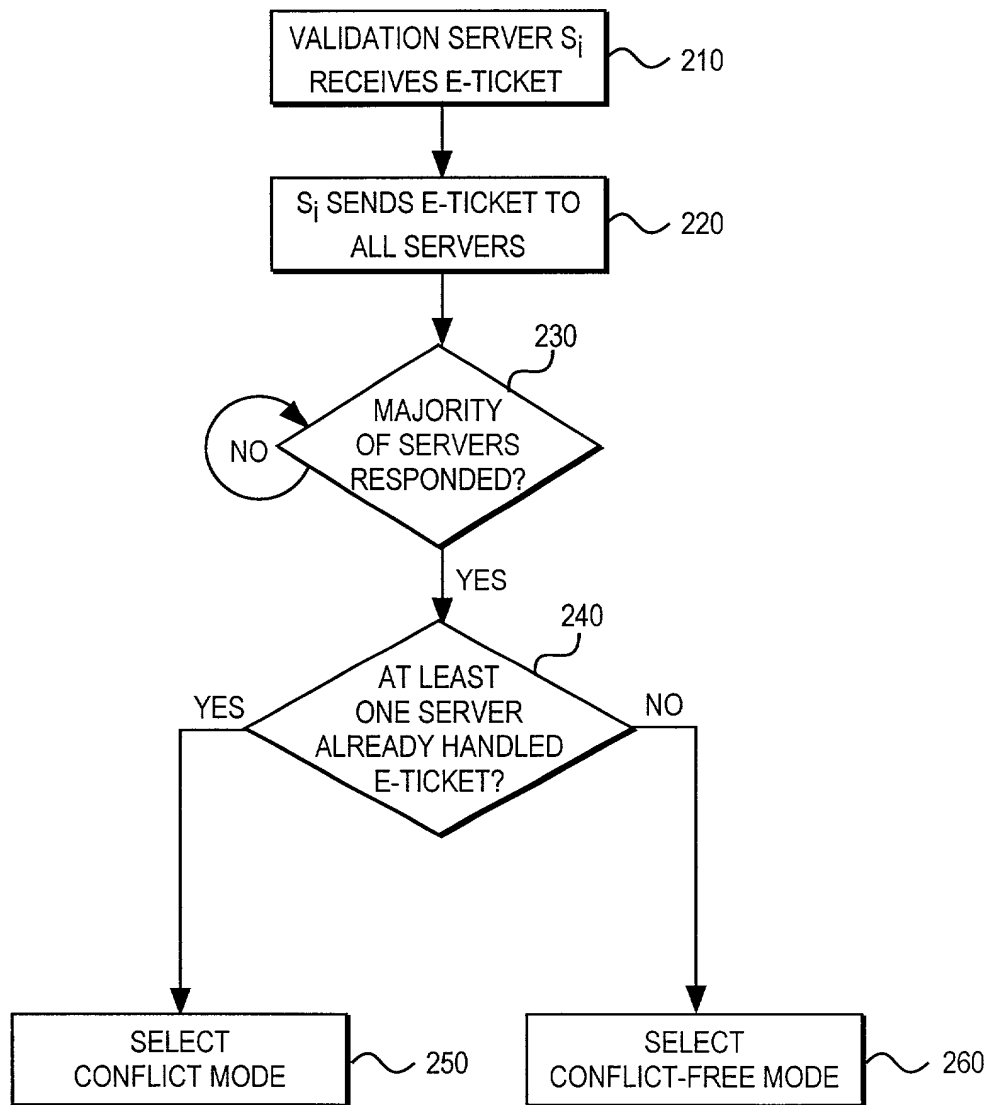 VALIDATION SERVER Si
RECEIVES E-TICKET
210
Si SENDS E-TICKET TO
ALL SERVERS
220
230
MAJORITY
OF SERVERS
RESPONDED?
NO
YES
240
AT LEAST
ONE SERVER
ALREADY HANDLED
E-TICKET?
YES
NO
SELECT
CONFLICT MODE
250
SELECT
CONFLICT-FREE MODE
260